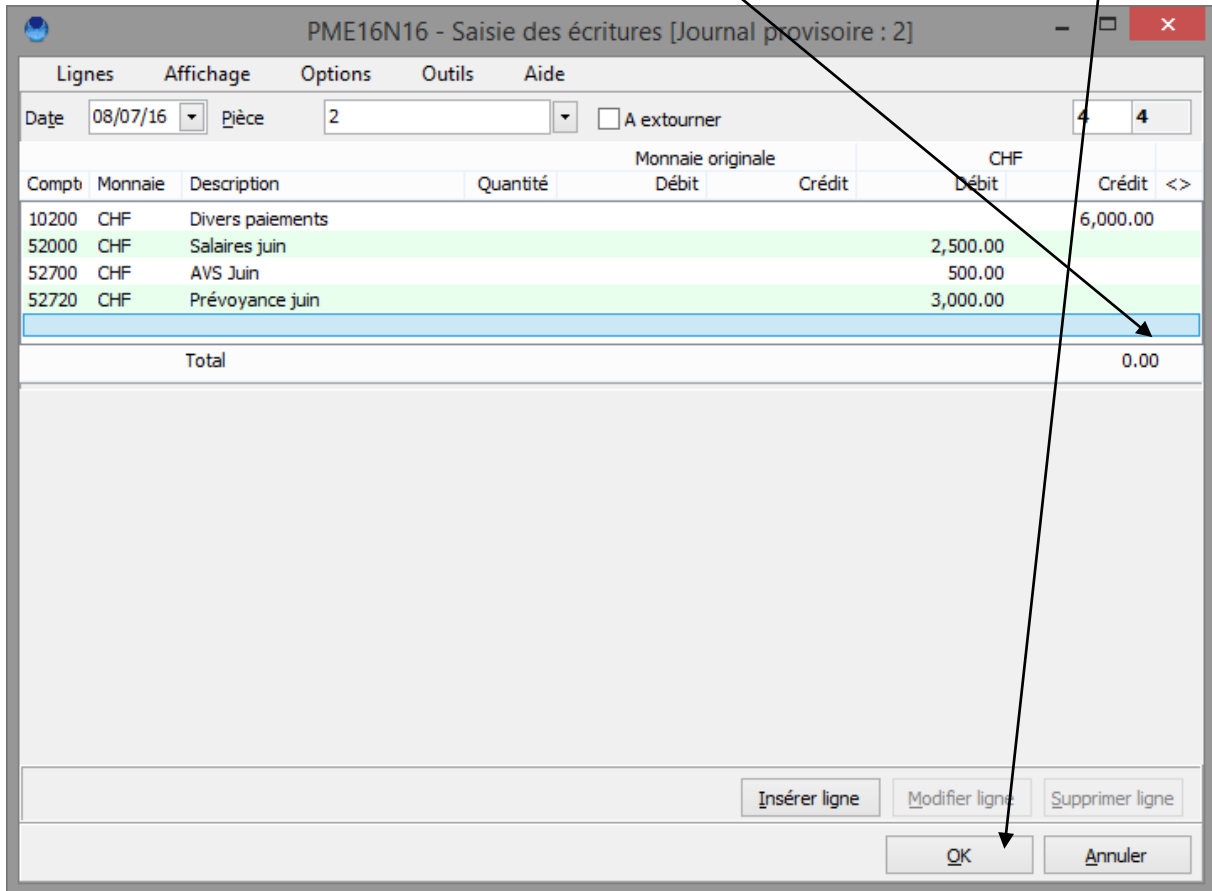 PME16N16 - Saisie des écritures [Journal provisoire : 2]
Lignes Affichage Options Outils Aide
Date 08/07/16 Pièce 2 A extourner 4 4
Monnaie originale CHF
Compt Monnaie Description Quantité Débit Crédit Débit Crédit <>
10200 CHF Divers paiements 6,000.00
52000 CHF Salaires juin 2,500.00
52700 CHF AVS Juin 500.00
52720 CHF Prévoyance juin 3,000.00
Total 0.00
Insérer ligne Modifier ligne Supprimer ligne
OK Annuler